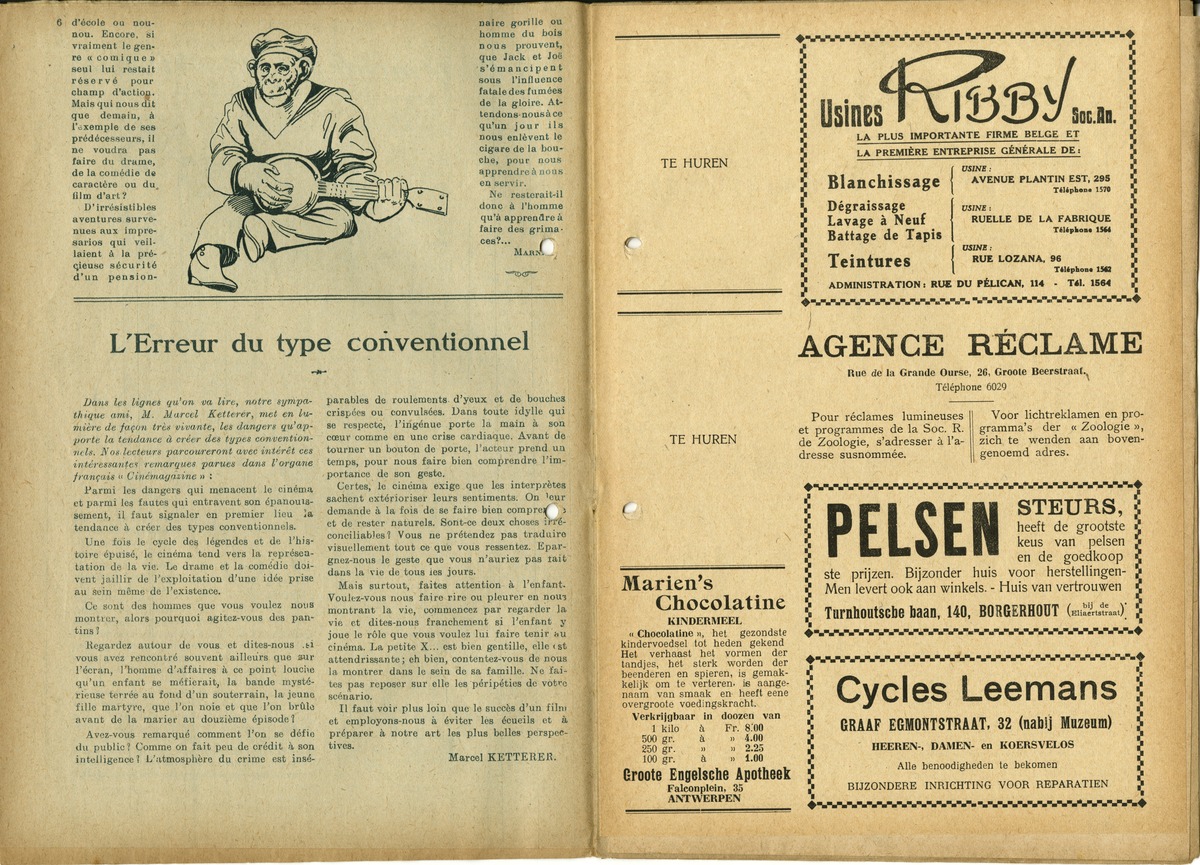 6
d'école ou nou-
nou. Encore, si
vraiment le gen-
re « comique »
seul lui restait
réservé pour
champ d'action.
Mais qui nous dit
que demain, à
l'exemple de ses
prédécesseurs, il
ne voudra pas
faire du drame,
de la comédie de
caractère ou du
film d'art?
D'irrésistibles
aventures surve-
nues aux impre-
sarios qui veil-
laient à la pré-
çieuse sécurité
d'un pension-
naire gorille ou
homme du bois
nous prouvent,
que Jack et Joë
s'émancipent
sous l'influence
fatale des fumées
de la gloire. At-
tendons-nous à ce
qu'un jour ils
nous enlèvent le
cigare de la bou-
che, pour nous
apprendre à nous
en servir.
Ne resterait-il
donc à l'homme
qu'à apprendre à
faire des grima-
ces?...
L'Erreur du type conventionnel
Dans les lignes qu'on va lire, notre sympa-
thique ami, M. Marcel Ketterer, met en lu-
mière de façon très vivante, les dangers qu'ap-
porte la tendance à créer des types convention-
nels. Nos lecteurs parcoureront avec intérêt ces
intéressantes remarques parues dans l'organe
français « Cinémagazine » :
Parmi les dangers qui menacent le cinéma
et parmi les fautes qui entravent son épanouis-
sement, il faut signaler en premier lieu la
tendance à créer des types conventionnels.
Une fois le cycle des légendes et de l'his-
toire épuisé, le cinéma tend vers la représen-
tation de la vie. Le drame et la comédie doi-
vent jaillir de l'exploitation d'une idée prise
au sein même de l'existence.
Ce sont des hommes que vous voulez nous
montrer, alors pourquoi agitez-vous des pan-
tins?
Regardez autour de vous et dites-nous si
vous avez rencontré souvent ailleurs que sur
l'écran, l'homme d'affaires à ce point louche
qu'un enfant se méfierait, la bande mysté-
rieuse terrée au fond d'un souterrain, la jeune
fille martyre, que l'on noie et que l'on brûle
avant de la marier au douzième épisode?
Avez-vous remarqué comment l'on se défie
du public? Comme on fait peu de crédit à son
intelligence? L'atmosphère du crime est insé-
parables de roulements d'yeux et de bouches
crispées ou convulsées. Dans toute idylle qui
se respecte, l'ingénue porte la main à son
cœur comme en une crise cardiaque. Avant de
tourner un bouton de porte, l'acteur prend un
temps, pour nous faire bien comprendre l'im-
portance de son geste.
Certes, le cinéma exige que les interprètes
sachent extérioriser leurs sentiments. On leur
demande à la fois de se faire bien
et de rester naturels. Sont-ce deux choses irré-
conciliables? Vous ne prétendez pas traduire
visuellement tout ce que vous ressentez. Epar-
gnez-nous le geste que vous n'auriez pas fait
dans la vie de tous les jours.
Mais surtout, faites attention à l'enfant.
Voulez-vous nous faire rire ou pleurer en nous
montrant la vie, commencez par regarder la
vie et dites-nous franchement si l'enfant y
joue le rôle que vous voulez lui faire tenir au
cinéma. La petite X... est bien gentille, elle est
attendrissante; eh bien, contentez-vous de nous
la montrer dans le sein de sa famille. Ne fai-
tes pas reposer sur elle les péripéties de votre
scénario.
Il faut voir plus loin que le succès d'un film
et employons-nous à éviter les écueils et à
préparer à notre art les plus belles perspec-
tives.
Marcel KETTERER.
TE HUREN
TE HUREN
Marien's
Chocolatine
KINDERMEEL
« Chocolatine », het gezondste
kindervoedsel tot heden gekend
Het verhaast het vormen der
tandjes, het sterk worden der
beenderen en spieren, is gemak-
kelijk om te verteren. is aange-
naam van smaak en heeft eene
overgroote voedingskracht.
Verkrijgbaar in doozen van
1 kilo à Fr. 8.00
500 gr. à » 4.00
250 gr. » » 2.25
100 gr. à » 1.00
Groote Engelsche Apotheek
Falconplein, 35
ANTWERPEN
Usines RIBBY Soc.An.
LA PLUS IMPORTANTE FIRME BELGE ET
LA PREMIÈRE ENTREPRISE GÉNÉRALE DE:
Blanchissage
USINE:
AVENUE PLANTIN EST, 295
Téléphone 1570
Dégraissage
Lavage à Neuf
Battage de Tapis
USINE:
RUELLE DE LA FABRIQUE
Téléphone 1564
Teintures
USINE:
RUE LOZANA, 96
Téléphone 1562
ADMINISTRATION: RUE DU PÉLICAN, 114 - Tél. 1564
AGENCE RÉCLAME
Rue de la Grande Ourse, 26, Groote Beerstraat.
Téléphone 6029
Pour réclames lumineuses
et programmes de la Soc. R.
de Zoologie, s'adresser à l'a-
dresse susnommée.
Voor lichtreklamen en pro-
gramma's der « Zoologie »,
zich te wenden aan boven-
genoemd adres.
PELSEN STEURS,
heeft de grootste
keus van pelsen
en de goedkoop
ste prijzen. Bijzonder huis voor herstellingen-
Men levert ook aan winkels. - Huis van vertrouwen
Turnhoutsche baan, 140, BORGERHOUT (bij de Eliaertstraat)
Cycles Leemans
GRAAF EGMONTSTRAAT, 32 (nabij Muzeum)
HEEREN-, DAMEN- en KOERSVELOS
Alle benoodigheden te bekomen
BIJZONDERE INRICHTING VOOR REPARATIEN